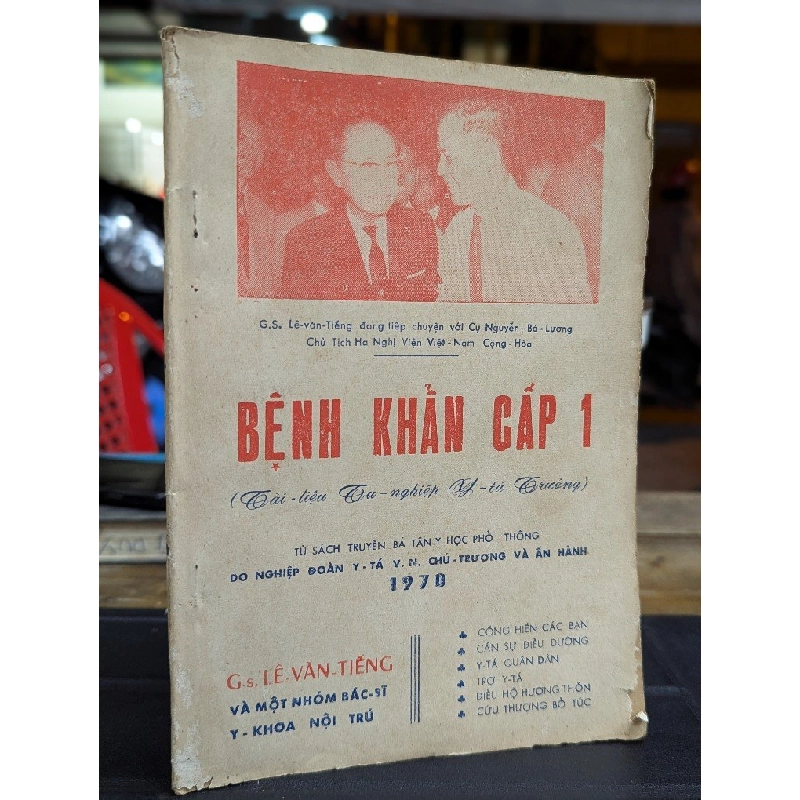 G.S. Lê-văn-Tiếng đang tiếp chuyện với Cụ Nguyễn Bá-Lương
Chủ Tịch Hạ Nghị Viện Việt-Nam Cộng-Hòa
BỆNH KHẨN CẤP 1
(Tài-liệu Tu-nghiệp Y-tá Trưởng)
TỦ SÁCH TRUYỀN BÁ TÂN Y HỌC PHỔ THÔNG
DO NGHIỆP ĐOÀN Y-TÁ V.N. CHỦ-TRƯƠNG VÀ ẤN HÀNH
1970
G.s. LÊ-VĂN-TIẾNG
VÀ MỘT NHÓM BÁC-SĨ
Y-KHOA NỘI TRÚ
♣ CỐNG HIẾN CÁC BẠN
♣ CÁN SỰ ĐIỀU DƯỠNG
♣ Y-TÁ QUÂN DÂN
♣ TRỢ Y-TÁ
♣ ĐIỀU HỘ HƯƠNG THÔN
♣ CỨU THƯƠNG BỔ TÚC